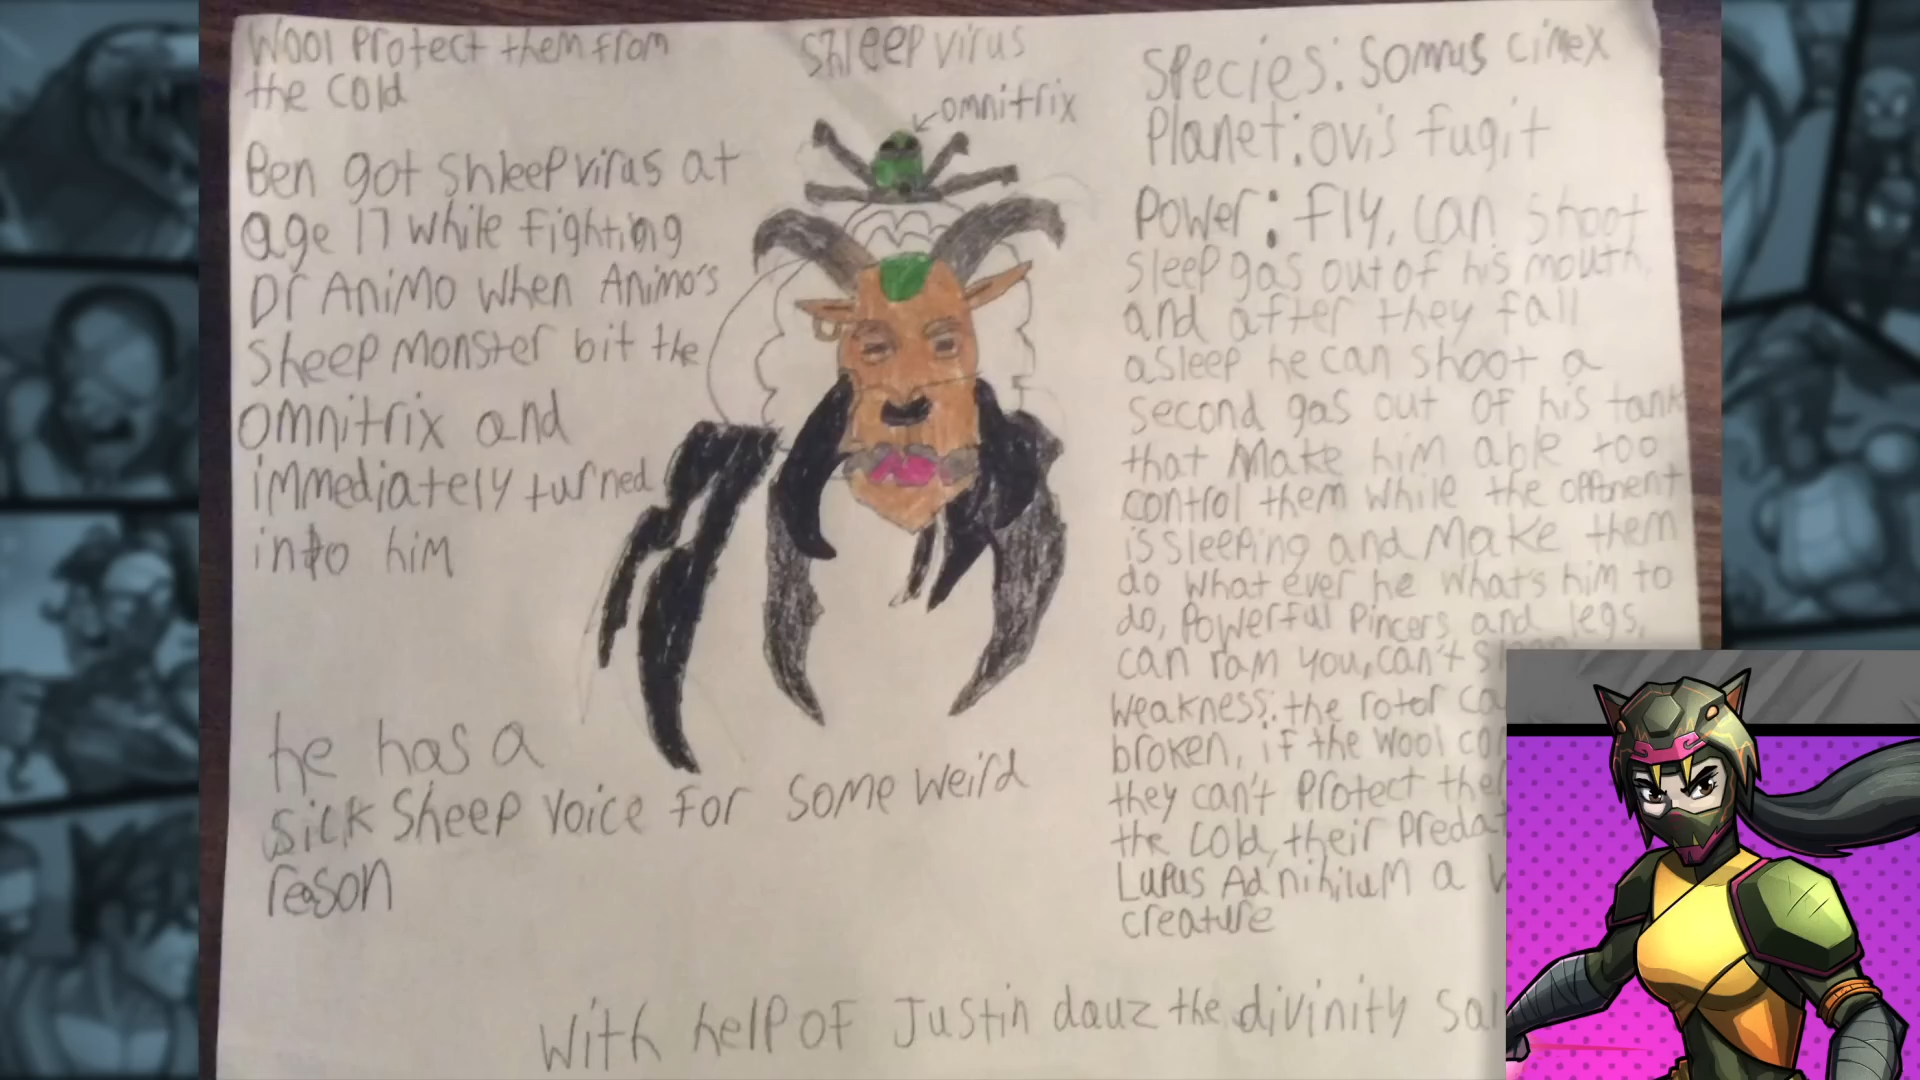 Wool Protect them from
the cold
Ben got Shleepvirus at
age 17 while fighting
Dr Animo when Animo's
Sheep monster bit the
omnitrix and
immediately turned
into him
he has a
sick Sheep Voice for some weird
reason
Shleepvirus
omnitrix
Species: Somnus cimex
Planet: ovis fugit
Power: fly, can shoot
sleep gas out of his mouth,
and after they fall
asleep he can shoot a
second gas out of his tank
that make him able too
control them while the opponent
is sleeping and make them
do what ever he what's him to
do, powerful Pincers and legs,
can ram you, can't
weakness: the rotor
broken, if the wool
they can't protect
the cold, their
Lupus Ad nihilum a
creature
With help of Justin dauz the divinity